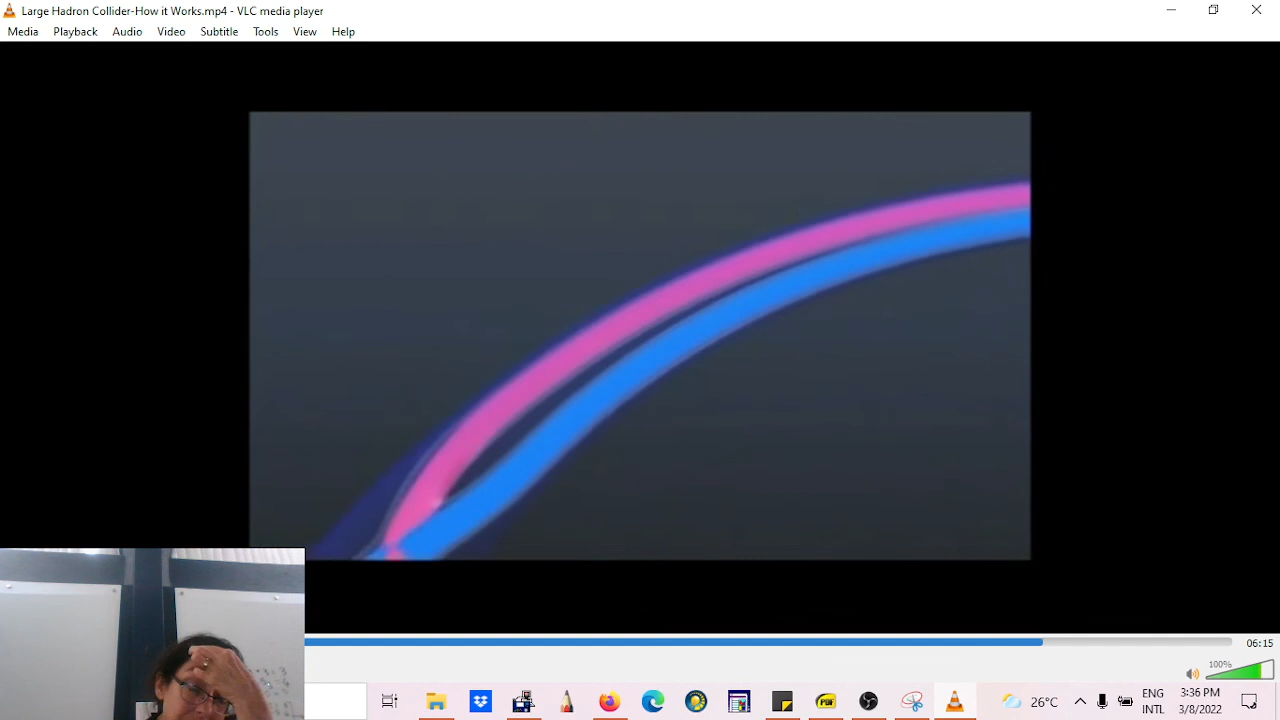 Large Hadron Collider-How it Works.mp4 - VLC media player
Media Playback Audio Video Subtitle Tools View Help
06:15
100%
PDF
26°C
ENG
INTL
3:36 PM
3/8/2022